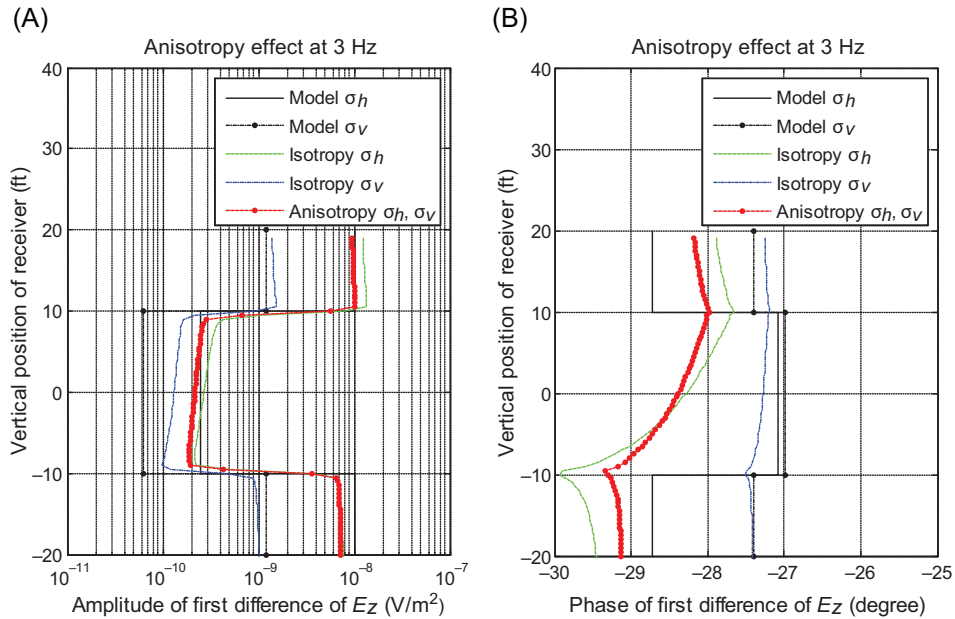 (A)
Anisotropy effect at 3 Hz
40
30
20
10
0
−10
−20
Vertical position of receiver (ft)
Model σh
Model σv
Isotropy σh
Isotropy σv
Anisotropy σh, σv
10−11
10−10
10−9
10−8
10−7
Amplitude of first difference of Ez (V/m²)
(B)
Anisotropy effect at 3 Hz
40
30
20
10
0
−10
−20
Vertical position of receiver (ft)
Model σh
Model σv
Isotropy σh
Isotropy σv
Anisotropy σh, σv
−30
−29
−28
−27
−26
−25
Phase of first difference of Ez (degree)